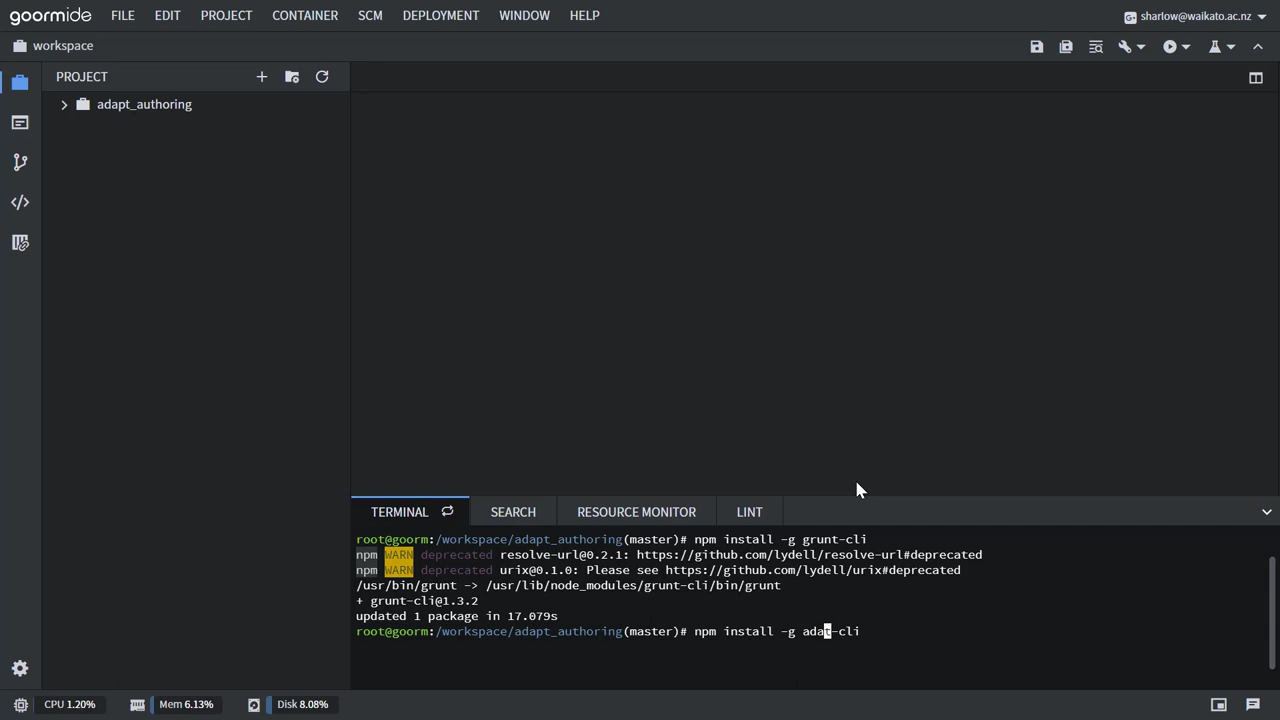 goormide FILE EDIT PROJECT CONTAINER SCM DEPLOYMENT WINDOW HELP sharlow@waikato.ac.nz
workspace
PROJECT
adapt_authoring
TERMINAL SEARCH RESOURCE MONITOR LINT
root@goorm:/workspace/adapt_authoring(master)# npm install -g grunt-cli
npm WARN deprecated resolve-url@0.2.1: https://github.com/lydell/resolve-url#deprecated
npm WARN deprecated urix@0.1.0: Please see https://github.com/lydell/urix#deprecated
/usr/bin/grunt -> /usr/lib/node_modules/grunt-cli/bin/grunt
+ grunt-cli@1.3.2
updated 1 package in 17.079s
root@goorm:/workspace/adapt_authoring(master)# npm install -g adat-cli
CPU 1.20% Mem 6.13% Disk 8.08%